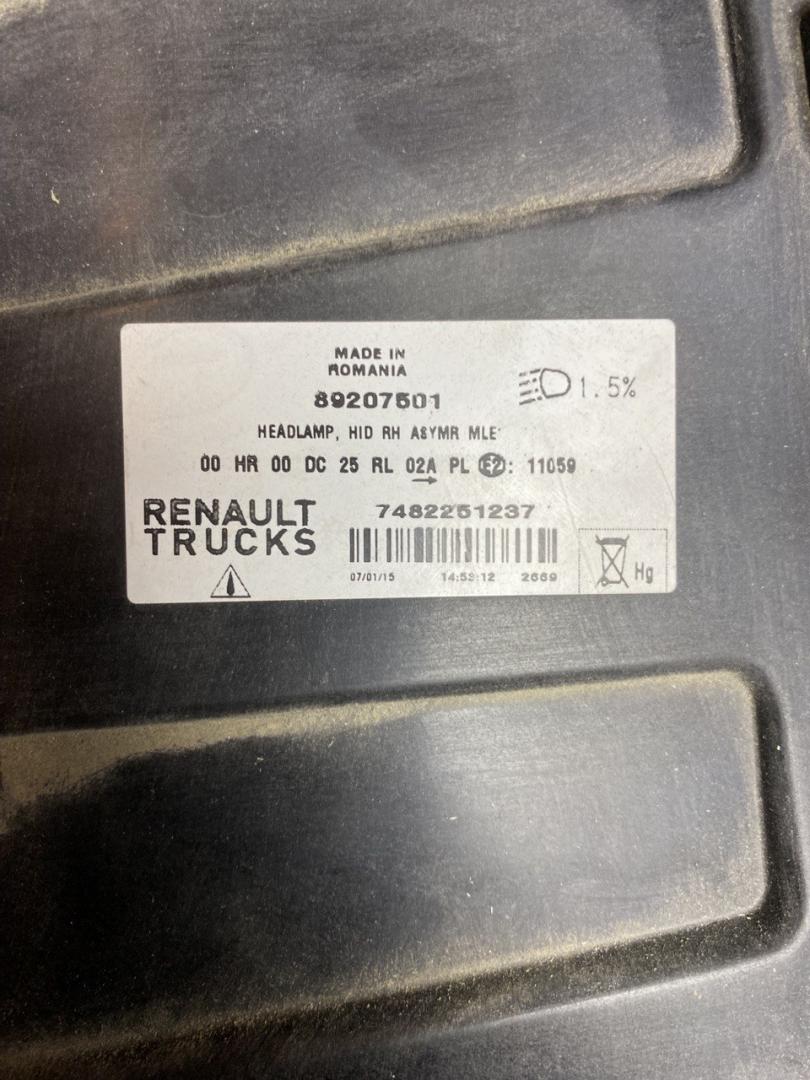 MADE IN
ROMANIA
89207501
1.5%
HEADLAMP, HID RH ASYMR MLE
00 HR 00 DC 25 RL 02A PL E2: 11059
RENAULT
TRUCKS
7482251237
07/01/15 14:53:12 2669
Hg